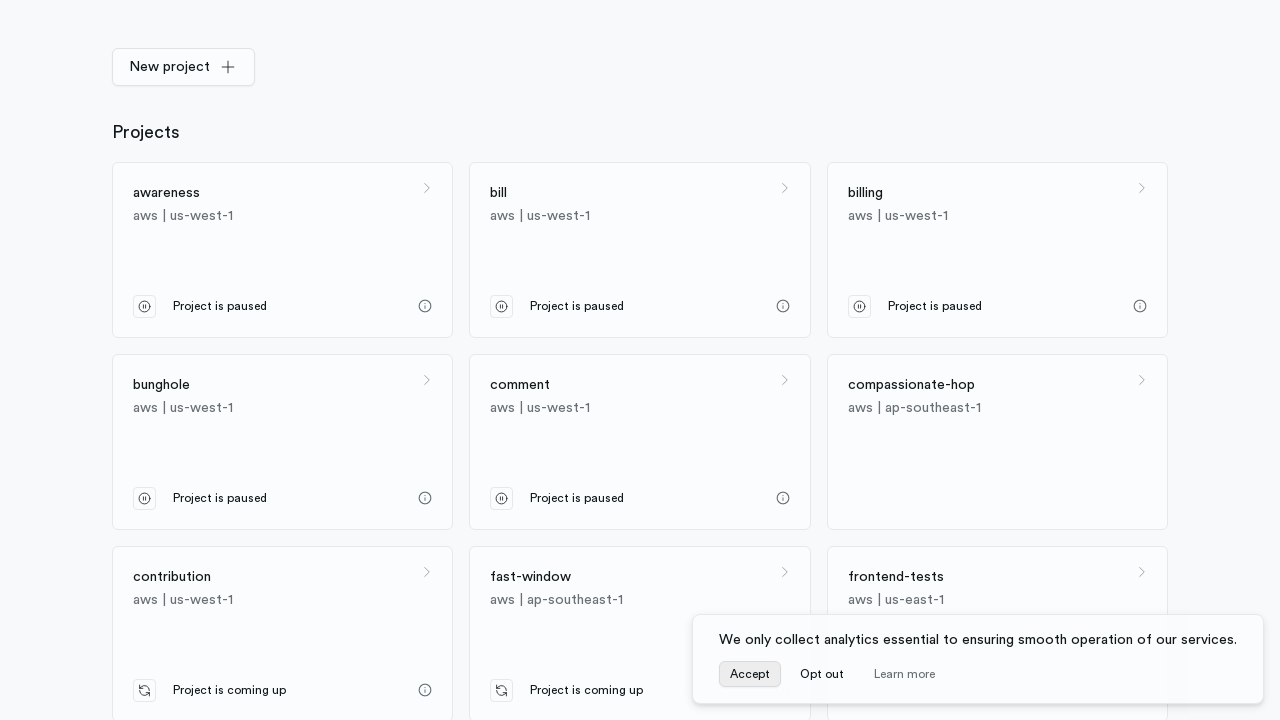 New project
Projects
awareness
aws | us-west-1
Project is paused
bill
aws | us-west-1
Project is paused
billing
aws | us-west-1
Project is paused
bunghole
aws | us-west-1
Project is paused
comment
aws | us-west-1
Project is paused
compassionate-hop
aws | ap-southeast-1
contribution
aws | us-west-1
Project is coming up
fast-window
aws | ap-southeast-1
Project is coming up
frontend-tests
aws | us-east-1
We only collect analytics essential to ensuring smooth operation of our services.
Accept Opt out Learn more